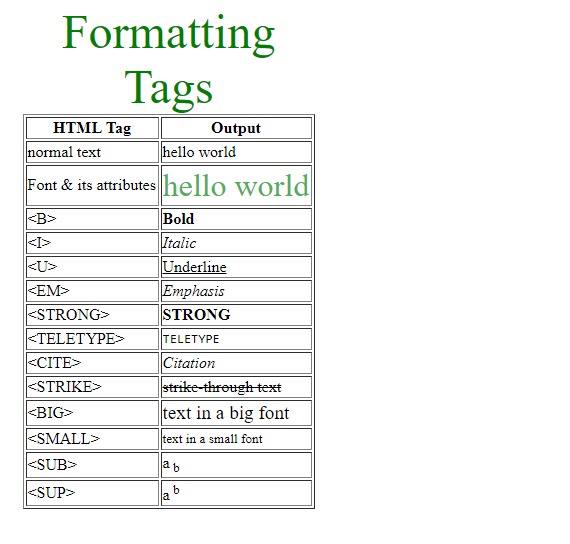 Formatting
Tags
HTML Tag Output
normal text hello world
Font & its attributes hello world
<B> Bold
<I> Italic
<U> Underline
<EM> Emphasis
<STRONG> STRONG
<TELETYPE> TELETYPE
<CITE> Citation
<STRIKE> strike-through text
<BIG> text in a big font
<SMALL> text in a small font
<SUB> a b
<SUP> a b